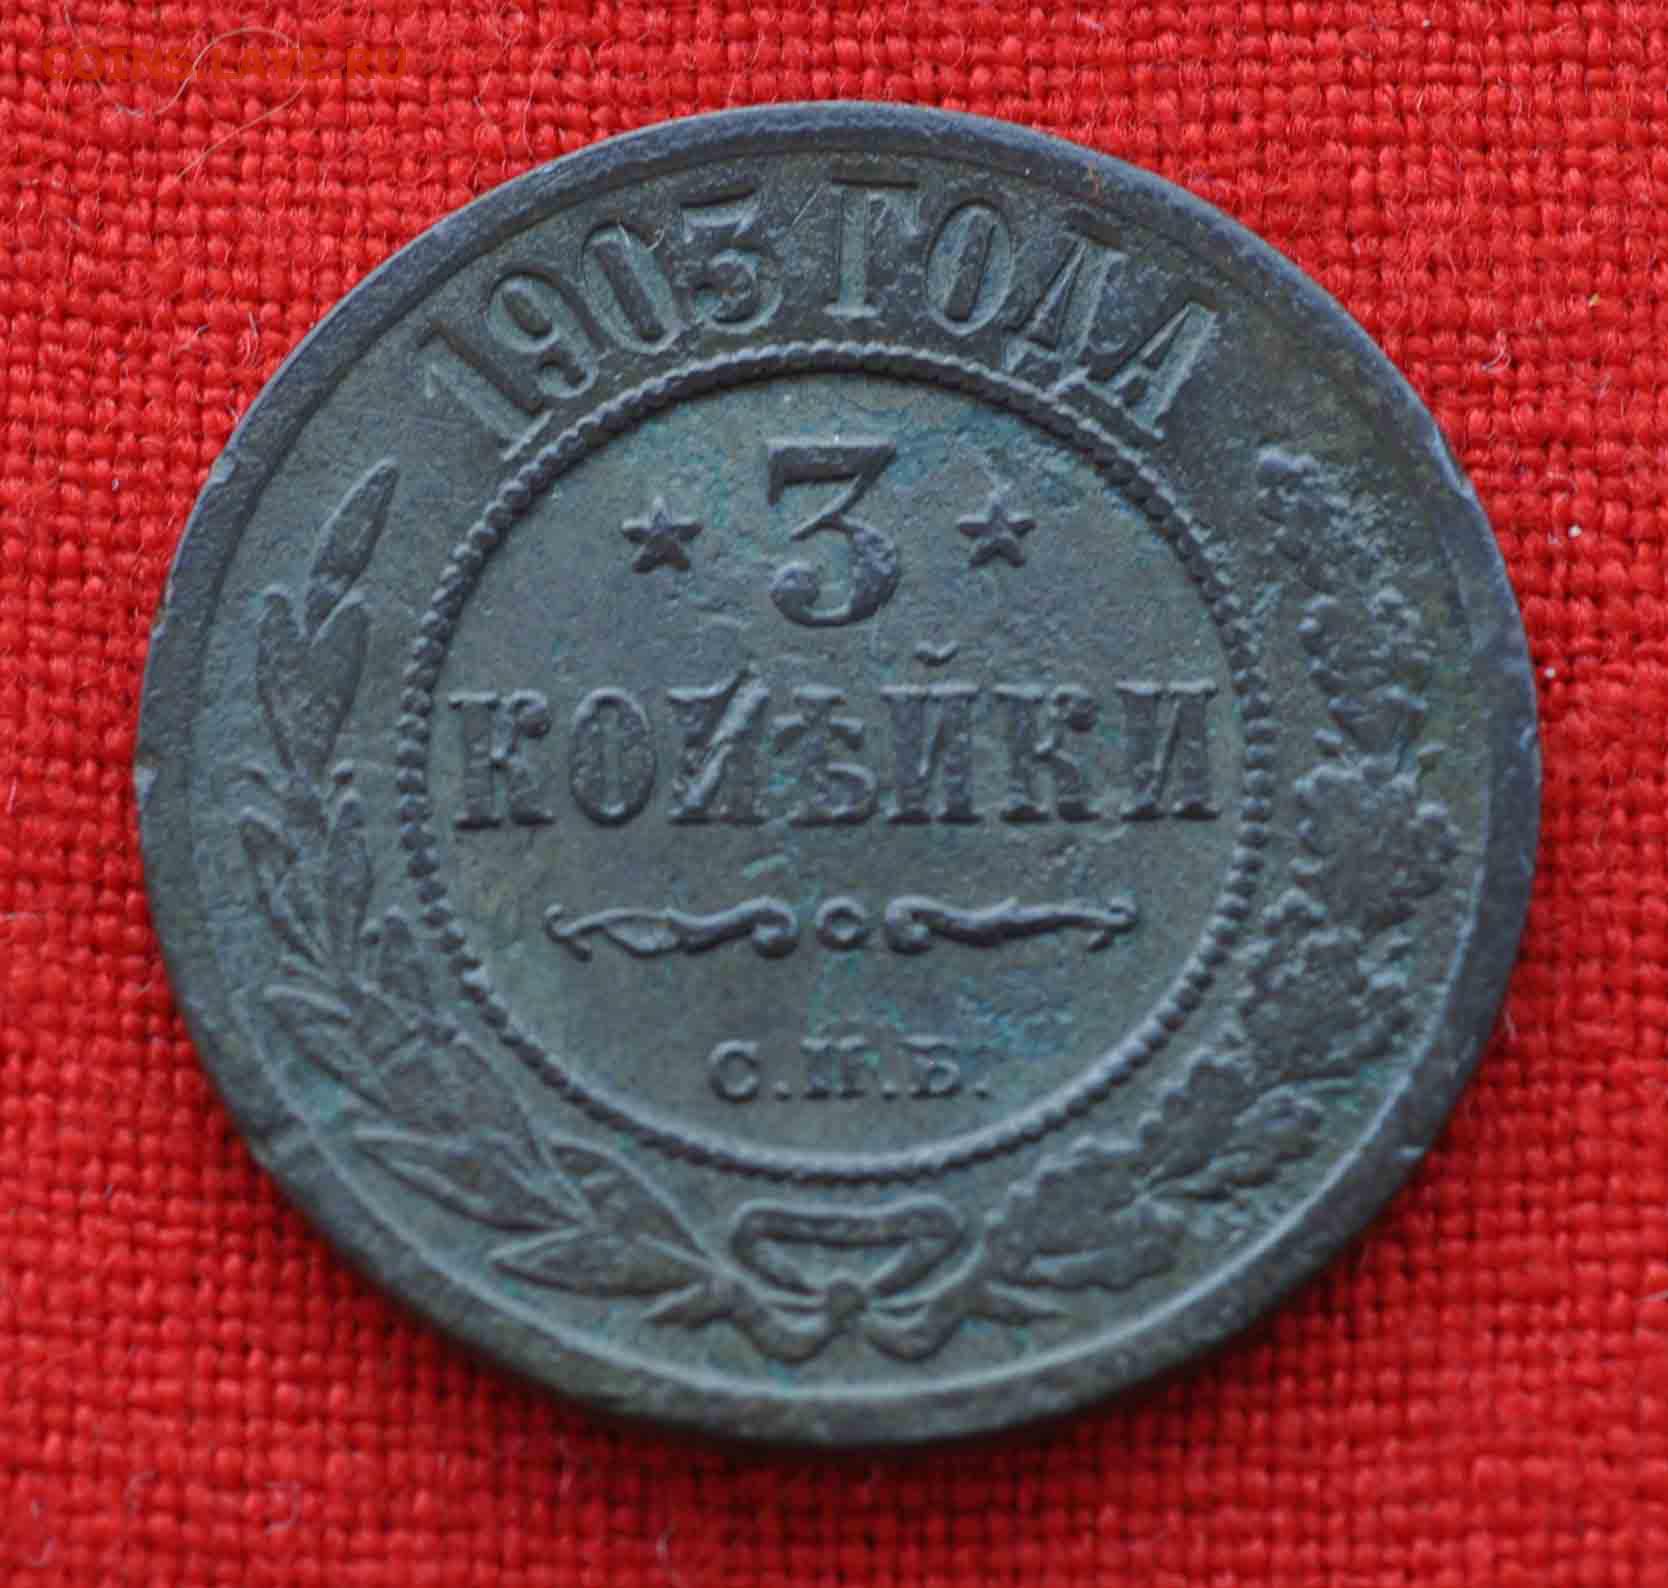 COINS.LAVE.RU
1903 ГОДА
3
КОПѢЙКИ
С.П.Б.